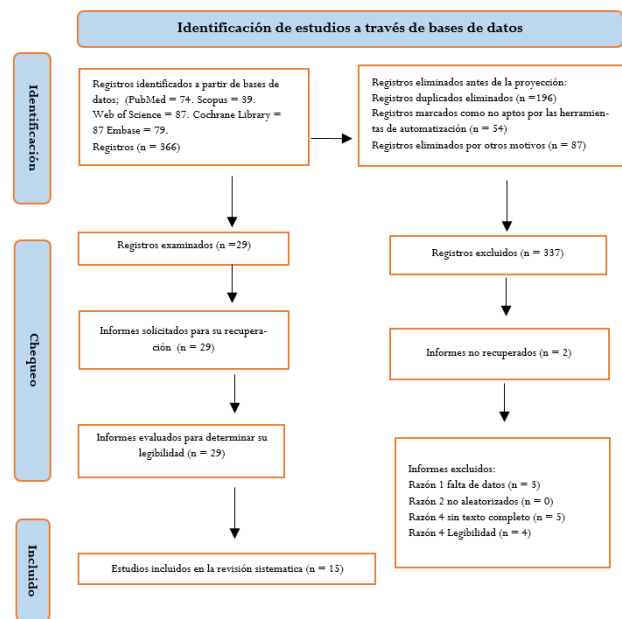 Identificación de estudios a través de bases de datos
Identificación
Registros identificados a partir de bases de
datos; (PubMed = 74. Scopus = 39.
Web of Science = 87. Cochrane Library =
87 Embase = 79.
Registros (n = 366)
Registros eliminados antes de la proyección:
Registros duplicados eliminados (n =196)
Registros marcados como no aptos por las herramien-
tas de automatización (n = 54)
Registros eliminados por otros motivos (n = 87)
Chequeo
Registros examinados (n =29)
Registros excluidos (n = 337)
Informes solicitados para su recupera-
ción (n = 29)
Informes no recuperados (n = 2)
Informes evaluados para determinar su
legibilidad (n = 29)
Informes excluidos:
Razón 1 falta de datos (n = 3)
Razón 2 no aleatorizados (n = 0)
Razón 4 sin texto completo (n = 5)
Razón 4 Legibilidad (n = 4)
Incluido
Estudios incluidos en la revisión sistematica (n = 15)